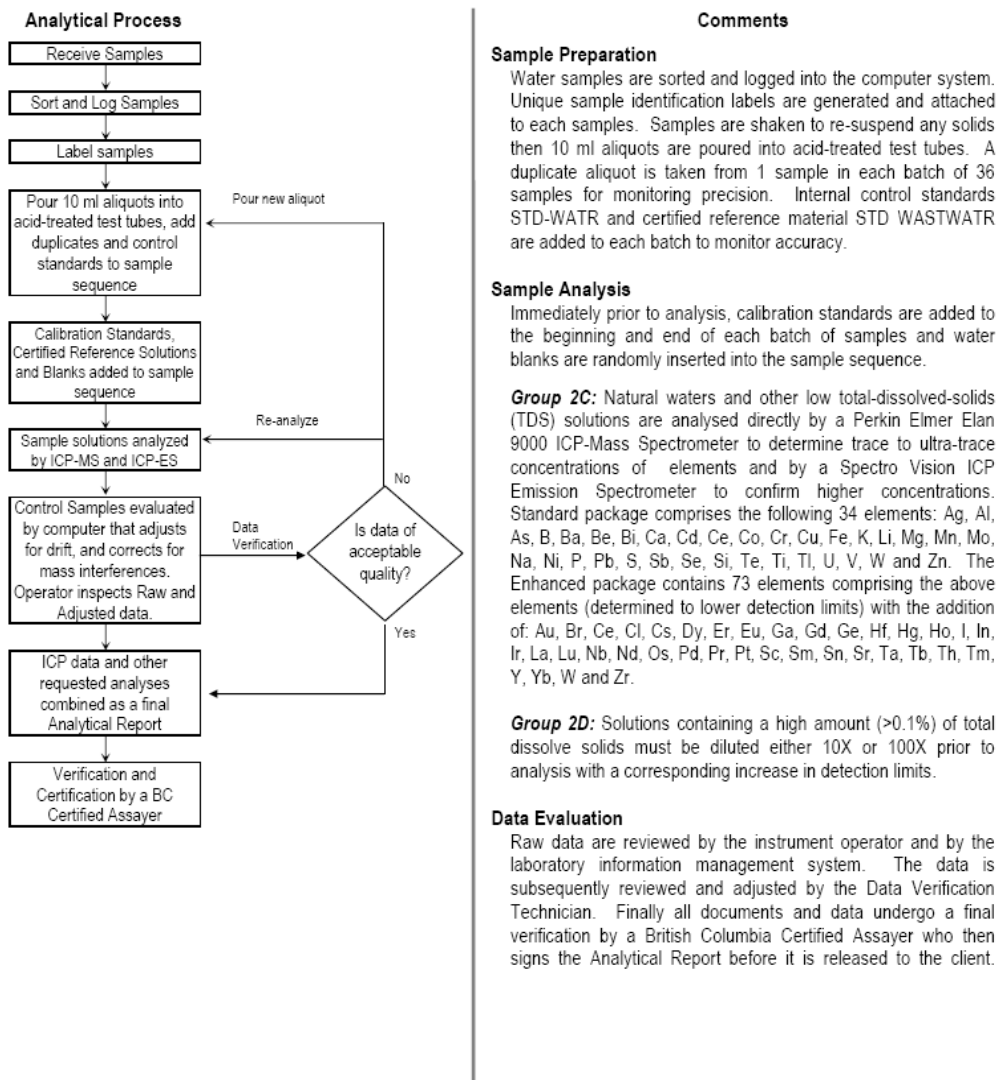 Analytical Process
Receive Samples
Sort and Log Samples
Label samples
Pour 10 ml aliquots into
acid-treated test tubes, add
duplicates and control
standards to sample
sequence
Pour new aliquot
Calibration Standards,
Certified Reference Solutions
and Blanks added to sample
sequence
Re-analyze
Sample solutions analyzed
by ICP-MS and ICP-ES
No
Control Samples evaluated
by computer that adjusts
for drift, and corrects for
mass interferences.
Operator inspects Raw and
Adjusted data.
Data
Verification
Is data of
acceptable
quality?
Yes
ICP data and other
requested analyses
combined as a final
Analytical Report
Verification and
Certification by a BC
Certified Assayer
Comments
Sample Preparation
Water samples are sorted and logged into the computer system.
Unique sample identification labels are generated and attached
to each samples. Samples are shaken to re-suspend any solids
then 10 ml aliquots are poured into acid-treated test tubes. A
duplicate aliquot is taken from 1 sample in each batch of 36
samples for monitoring precision. Internal control standards
STD-WATR and certified reference material STD WASTWATR
are added to each batch to monitor accuracy.
Sample Analysis
Immediately prior to analysis, calibration standards are added to
the beginning and end of each batch of samples and water
blanks are randomly inserted into the sample sequence.
Group 2C: Natural waters and other low total-dissolved-solids
(TDS) solutions are analysed directly by a Perkin Elmer Elan
9000 ICP-Mass Spectrometer to determine trace to ultra-trace
concentrations of elements and by a Spectro Vision ICP
Emission Spectrometer to confirm higher concentrations.
Standard package comprises the following 34 elements: Ag, Al,
As, B, Ba, Be, Bi, Ca, Cd, Ce, Co, Cr, Cu, Fe, K, Li, Mg, Mn, Mo,
Na, Ni, P, Pb, S, Sb, Se, Si, Te, Ti, Tl, U, V, W and Zn. The
Enhanced package contains 73 elements comprising the above
elements (determined to lower detection limits) with the addition
of: Au, Br, Ce, Cl, Cs, Dy, Er, Eu, Ga, Gd, Ge, Hf, Hg, Ho, I, In,
Ir, La, Lu, Nb, Nd, Os, Pd, Pr, Pt, Sc, Sm, Sn, Sr, Ta, Tb, Th, Tm,
Y, Yb, W and Zr.
Group 2D: Solutions containing a high amount (>0.1%) of total
dissolve solids must be diluted either 10X or 100X prior to
analysis with a corresponding increase in detection limits.
Data Evaluation
Raw data are reviewed by the instrument operator and by the
laboratory information management system. The data is
subsequently reviewed and adjusted by the Data Verification
Technician. Finally all documents and data undergo a final
verification by a British Columbia Certified Assayer who then
signs the Analytical Report before it is released to the client.